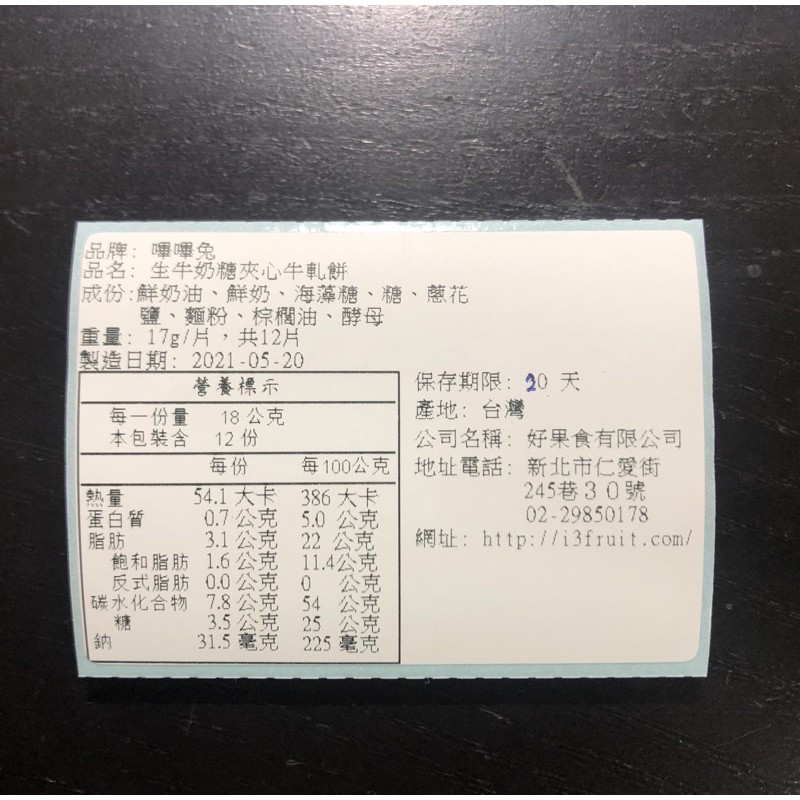 品牌: 嗶嗶兔
品名: 生牛奶糖夾心牛軋餅
成份:鮮奶油、鮮奶、海藻糖、糖、蔥花
鹽、麵粉、棕櫚油、酵母
重量: 17g/片,共12片
製造日期: 2021-05-20
營養標示
每一份量 18 公克
本包裝含 12 份
每份 每100公克
熱量 54.1 大卡 386 大卡
蛋白質 0.7 公克 5.0 公克
脂肪 3.1 公克 22 公克
飽和脂肪 1.6 公克 11.4公克
反式脂肪 0.0 公克 0 公克
碳水化合物 7.8 公克 54 公克
糖 3.5 公克 25 公克
鈉 31.5 毫克 225 毫克
保存期限: 20 天
產地: 台灣
公司名稱: 好果食有限公司
地址電話: 新北市仁愛街
245巷30號
02-29850178
網址: http://i3fruit.com/